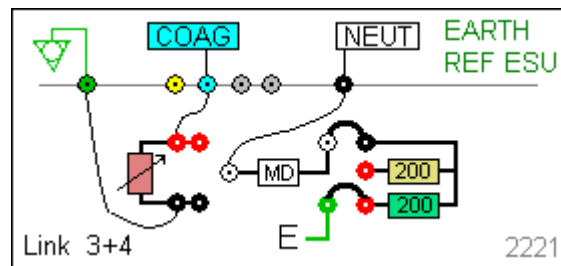 COAG
NEUT
EARTH
REF ESU
MD
200
200
E
Link 3+4
2221